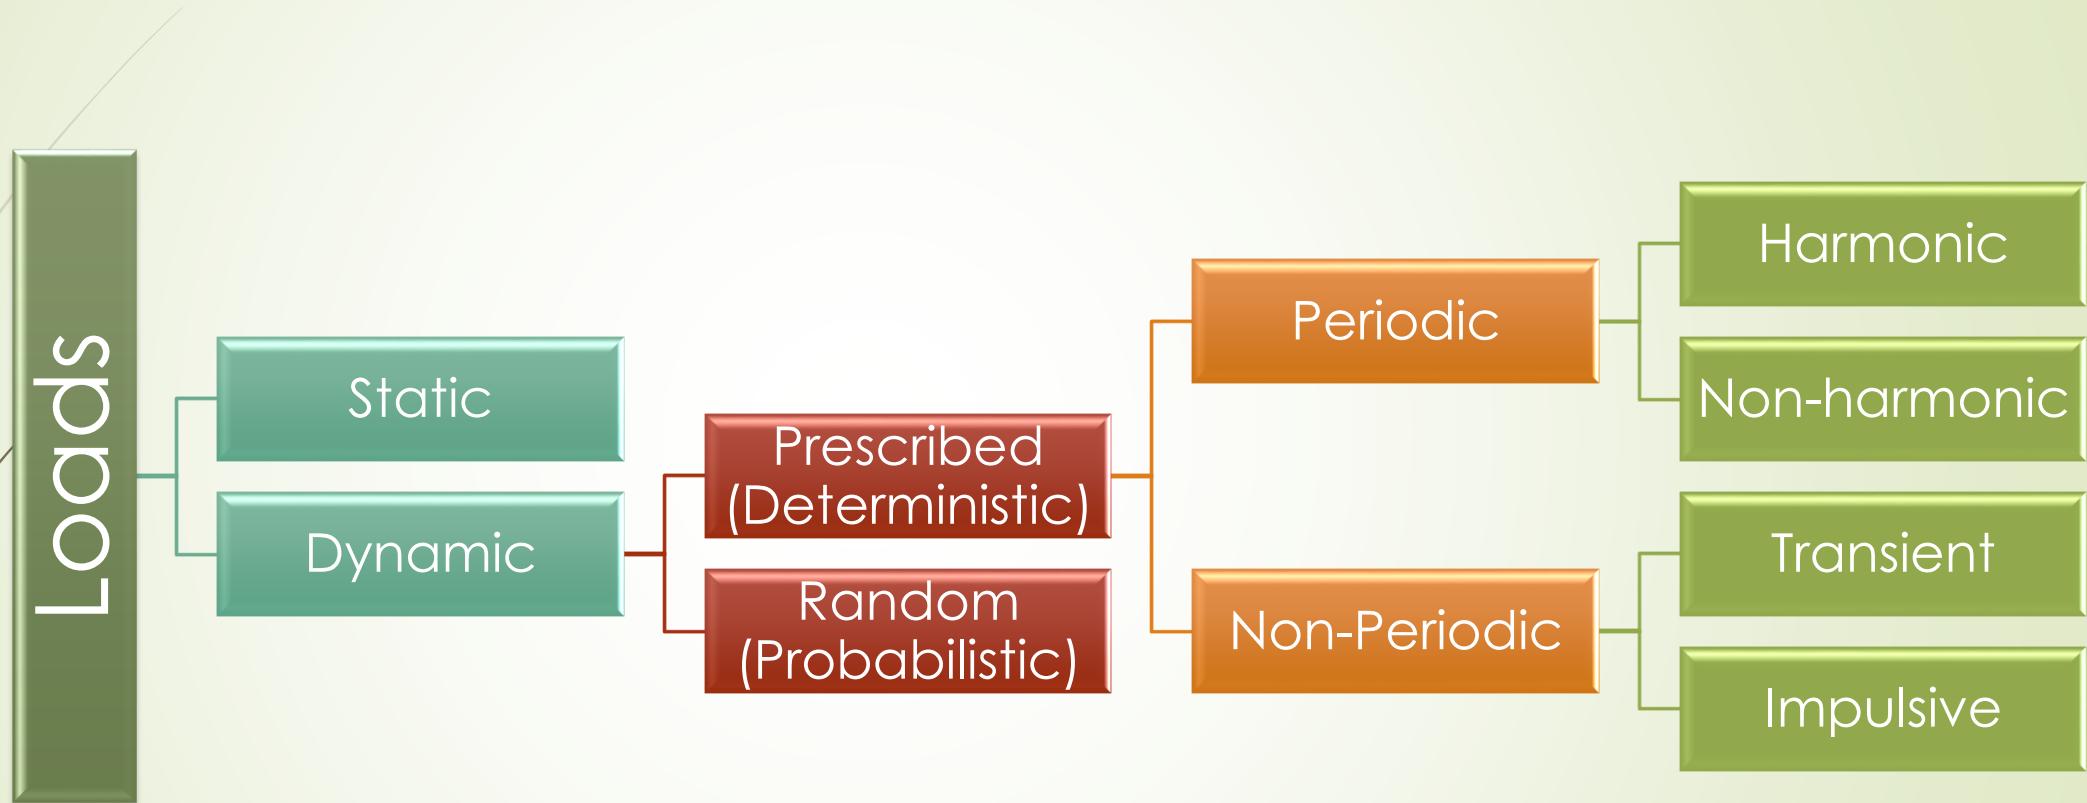 Loads
Static
Dynamic
Prescribed
(Deterministic)
Random
(Probabilistic)
Periodic
Non-Periodic
Harmonic
Non-harmonic
Transient
Impulsive